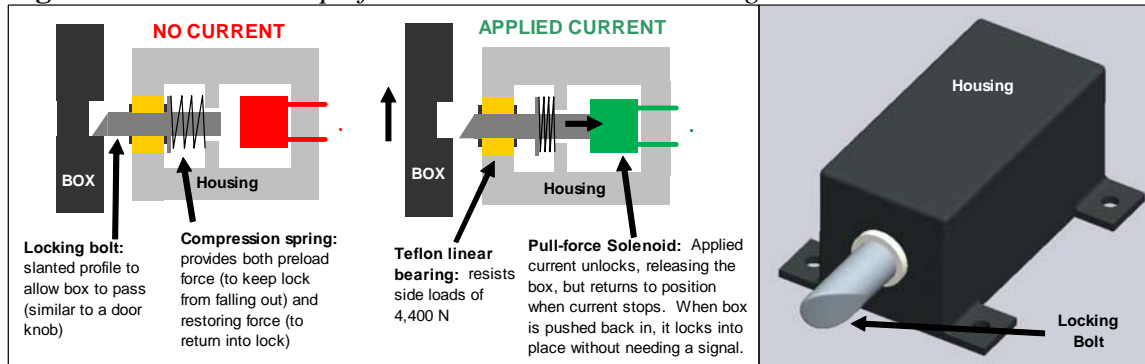 NO CURRENT
BOX
Housing
Locking bolt:
slanted profile to
allow box to pass
(similar to a door
knob)
Compression spring:
provides both preload
force (to keep lock
from falling out) and
restoring force (to
return into lock)
APPLIED CURRENT
BOX
Housing
Teflon linear
bearing: resists
side loads of
4,400 N
Pull-force Solenoid: Applied
current unlocks, releasing the
box, but returns to position
when current stops. When box
is pushed back in, it locks into
place without needing a signal.
Housing
Locking
Bolt